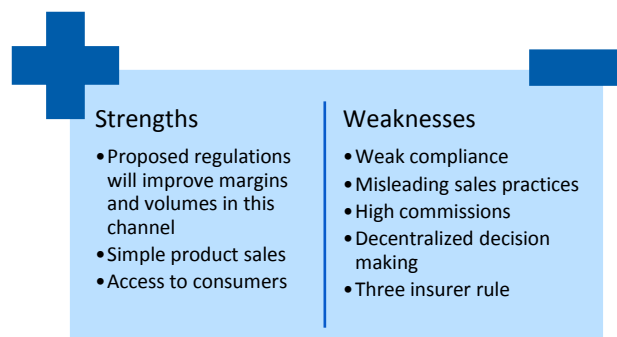 Strengths
•Proposed regulations
will improve margins
and volumes in this
channel
•Simple product sales
•Access to consumers
Weaknesses
•Weak compliance
•Misleading sales practices
•High commissions
•Decentralized decision
making
•Three insurer rule